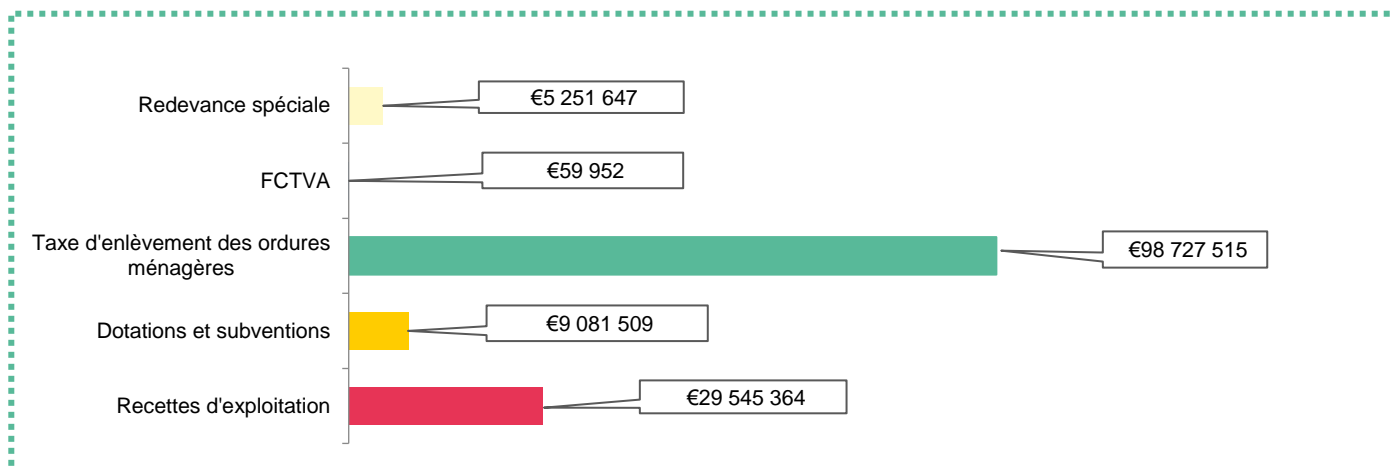 Redevance spéciale
€5 251 647
FCTVA
€59 952
Taxe d'enlèvement des ordures
ménagères
€98 727 515
Dotations et subventions
€9 081 509
Recettes d'exploitation
€29 545 364